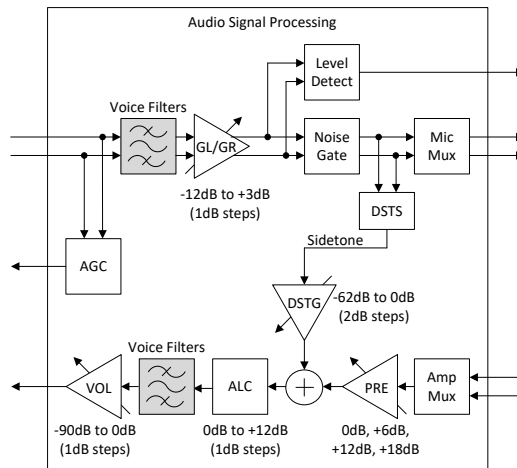 Audio Signal Processing
Level
Detect
Voice Filters
GL/GR
Noise
Gate
Mic
Mux
-12dB to +3dB
(1dB steps)
DSTS
Sidetone
AGC
DSTG
-62dB to 0dB
(2dB steps)
Voice Filters
VOL
ALC
PRE
Amp
Mux
-90dB to 0dB
(1dB steps)
0dB to +12dB
(1dB steps)
0dB, +6dB,
+12dB, +18dB